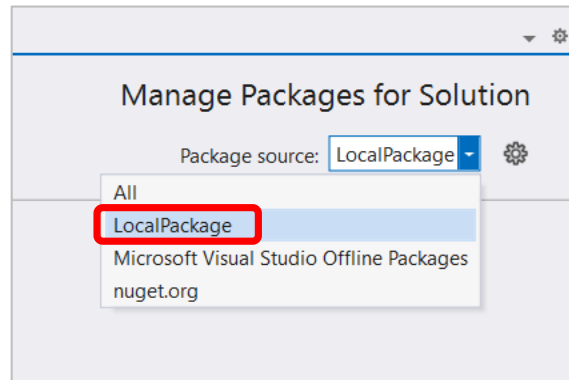 Manage Packages for Solution
Package source: LocalPackage
All
LocalPackage
Microsoft Visual Studio Offline Packages
nuget.org